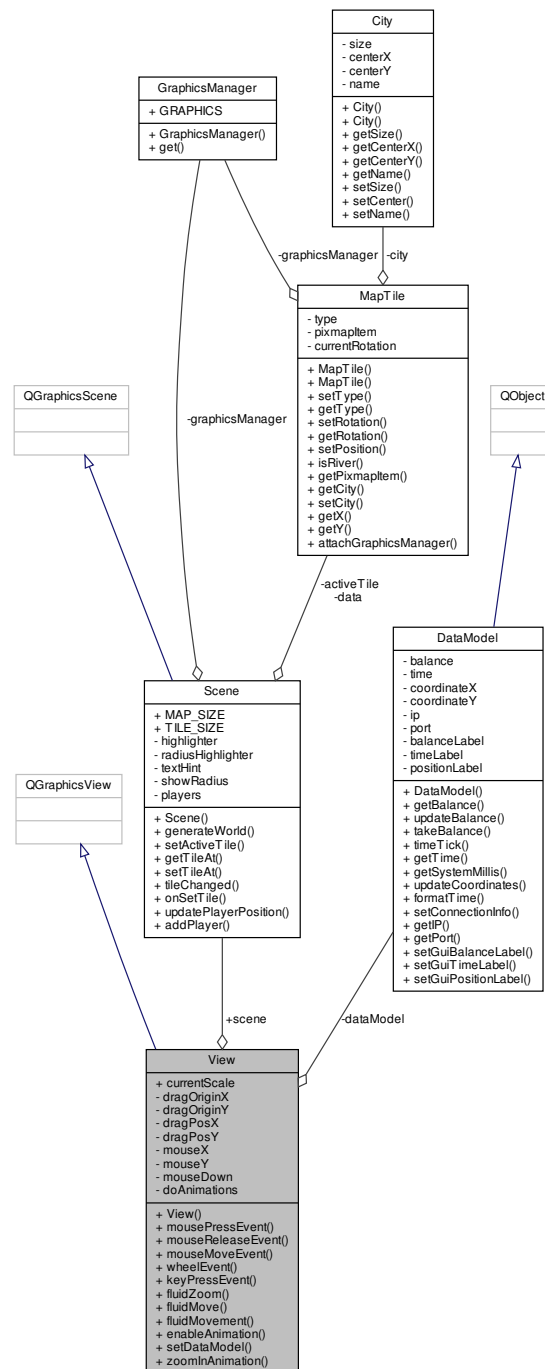 City
- size
- centerX
- centerY
- name
+ City()
+ City()
+ getSize()
+ getCenterX()
+ getCenterY()
+ getName()
+ setSize()
+ setCenter()
+ setName()
GraphicsManager
+ GRAPHICS
+ GraphicsManager()
+ get()
-graphicsManager
-city
MapTile
- type
- pixmapItem
- currentRotation
+ MapTile()
+ MapTile()
+ setType()
+ getType()
+ setRotation()
+ getRotation()
+ setPosition()
+ isRiver()
+ getPixmapItem()
+ getCity()
+ setCity()
+ getX()
+ getY()
+ attachGraphicsManager()
QGraphicsScene
-graphicsManager
QObject
-activeTile
-data
DataModel
- balance
- time
- coordinateX
- coordinateY
- ip
- port
- balanceLabel
- timeLabel
- positionLabel
+ DataModel()
+ getBalance()
+ updateBalance()
+ takeBalance()
+ timeTick()
+ getTime()
+ getSystemMillis()
+ updateCoordinates()
+ formatTime()
+ setConnectionInfo()
+ getIP()
+ getPort()
+ setGuiBalanceLabel()
+ setGuiTimeLabel()
+ setGuiPositionLabel()
Scene
+ MAP_SIZE
+ TILE_SIZE
- highlighter
- radiusHighlighter
- textHint
- showRadius
- players
+ Scene()
+ generateWorld()
+ setActiveTile()
+ getTileAt()
+ setTileAt()
+ tileChanged()
+ onSetTile()
+ updatePlayerPosition()
+ addPlayer()
QGraphicsView
+scene
-dataModel
View
+ currentScale
- dragOriginX
- dragOriginY
- dragPosX
- dragPosY
- mouseX
- mouseY
- mouseDown
- doAnimations
+ View()
+ mousePressEvent()
+ mouseReleaseEvent()
+ mouseMoveEvent()
+ wheelEvent()
+ keyPressEvent()
+ fluidZoom()
+ fluidMove()
+ fluidMovement()
+ enableAnimation()
+ setDataModel()
+ zoomInAnimation()